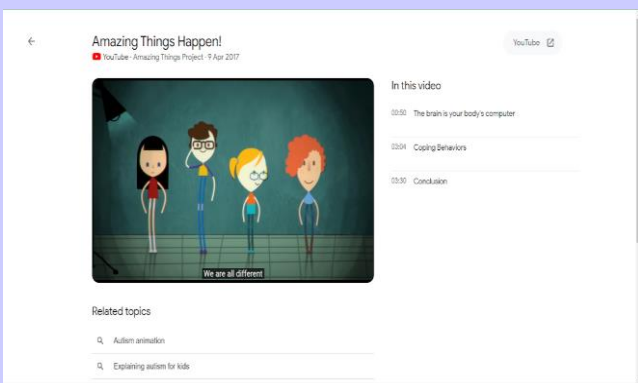 Amazing Things Happen!
YouTube
YouTube · Amazing Things Project · 9 Apr 2017
In this video
The brain is your body's computer
03:04 Coping Behaviors
03:30 Conclusion
We are all different
Related topics
Autism animation
Explaining autism for kids